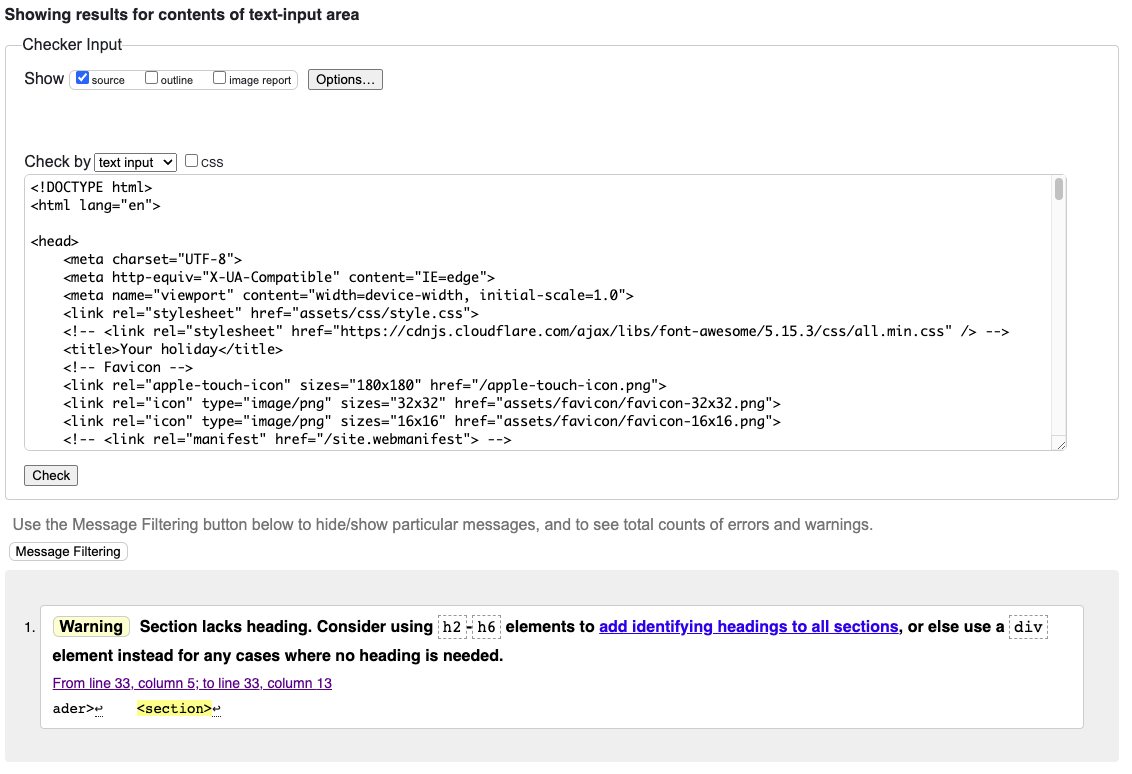 Showing results for contents of text-input area
Checker Input
Show source outline image report Options...
Check by text input css
<!DOCTYPE html>
<html lang="en">
<head>
<meta charset="UTF-8">
<meta http-equiv="X-UA-Compatible" content="IE=edge">
<meta name="viewport" content="width=device-width, initial-scale=1.0">
<link rel="stylesheet" href="assets/css/style.css">
<!-- <link rel="stylesheet" href="https://cdnjs.cloudflare.com/ajax/libs/font-awesome/5.15.3/css/all.min.css" /> -->
<title>Your holiday</title>
<!-- Favicon -->
<link rel="apple-touch-icon" sizes="180x180" href="/apple-touch-icon.png">
<link rel="icon" type="image/png" sizes="32x32" href="assets/favicon/favicon-32x32.png">
<link rel="icon" type="image/png" sizes="16x16" href="assets/favicon/favicon-16x16.png">
<!-- <link rel="manifest" href="/site.webmanifest"> -->
Check
Use the Message Filtering button below to hide/show particular messages, and to see total counts of errors and warnings.
Message Filtering
1. Warning Section lacks heading. Consider using h2-h6 elements to add identifying headings to all sections, or else use a div
element instead for any cases where no heading is needed.
From line 33, column 5; to line 33, column 13
ader>↩ <section>↩